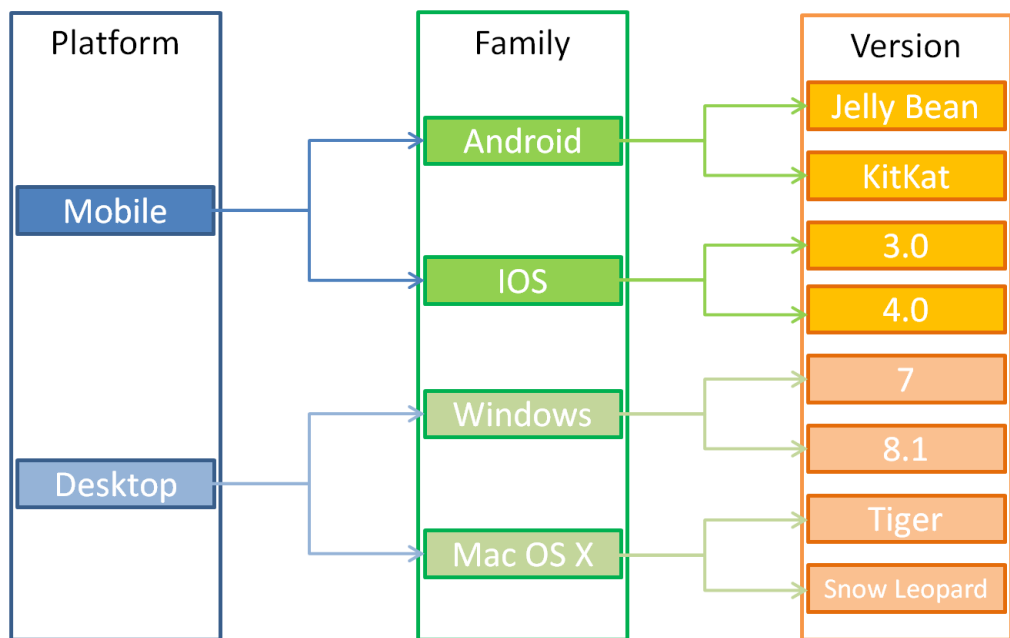 Platform
Family
Version
Mobile
Desktop
Android
IOS
Windows
Mac OS X
Jelly Bean
KitKat
3.0
4.0
7
8.1
Tiger
Snow Leopard